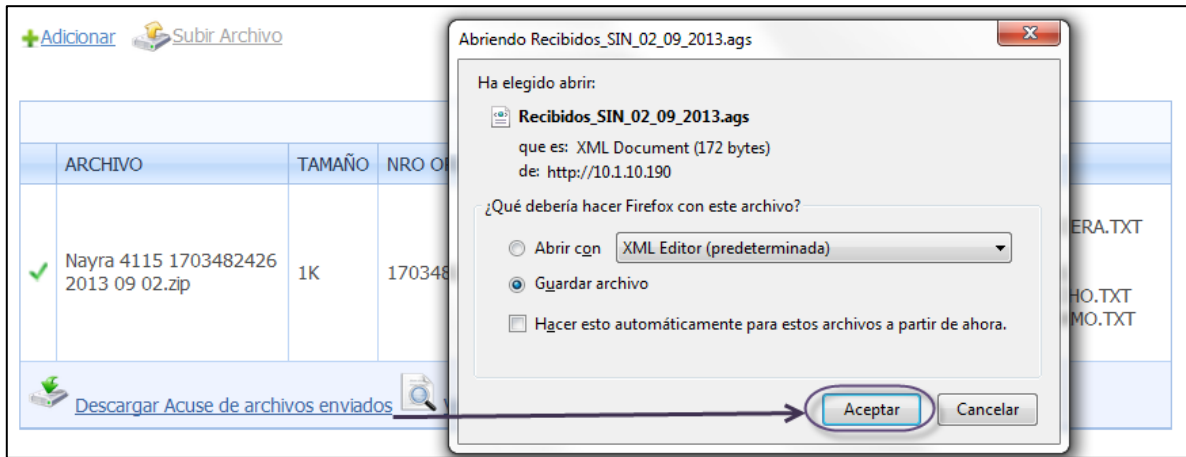 Adicionar Subir Archivo
ARCHIVO TAMAÑO NRO
Nayra 4115 1703482426
2013 09 02.zip
1K
170348
ERA.TXT
HO.TXT
MO.TXT
Descargar Acuse de archivos enviados
Abriendo Recibidos_SIN_02_09_2013.ags
Ha elegido abrir:
Recibidos_SIN_02_09_2013.ags
que es: XML Document (172 bytes)
de: http://10.1.10.190
¿Qué debería hacer Firefox con este archivo?
Abrir con XML Editor (predeterminada)
Guardar archivo
Hacer esto automáticamente para estos archivos a partir de ahora.
Aceptar Cancelar